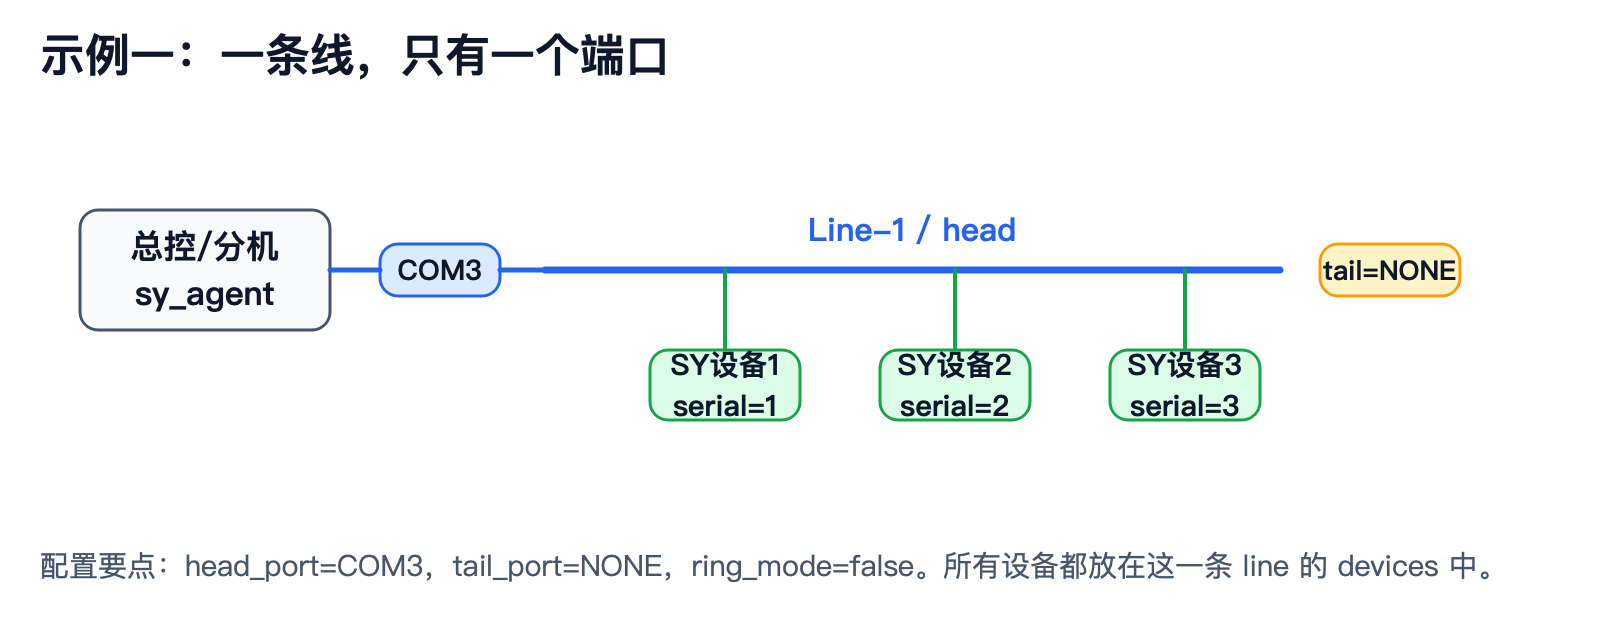 示例一：一条线，只有一个端口
总控/分机
sy_agent
COM3
Line-1 / head
tail=NONE
SY设备1
serial=1
SY设备2
serial=2
SY设备3
serial=3
配置要点：head_port=COM3，tail_port=NONE，ring_mode=false。所有设备都放在这一条 line 的 devices 中。